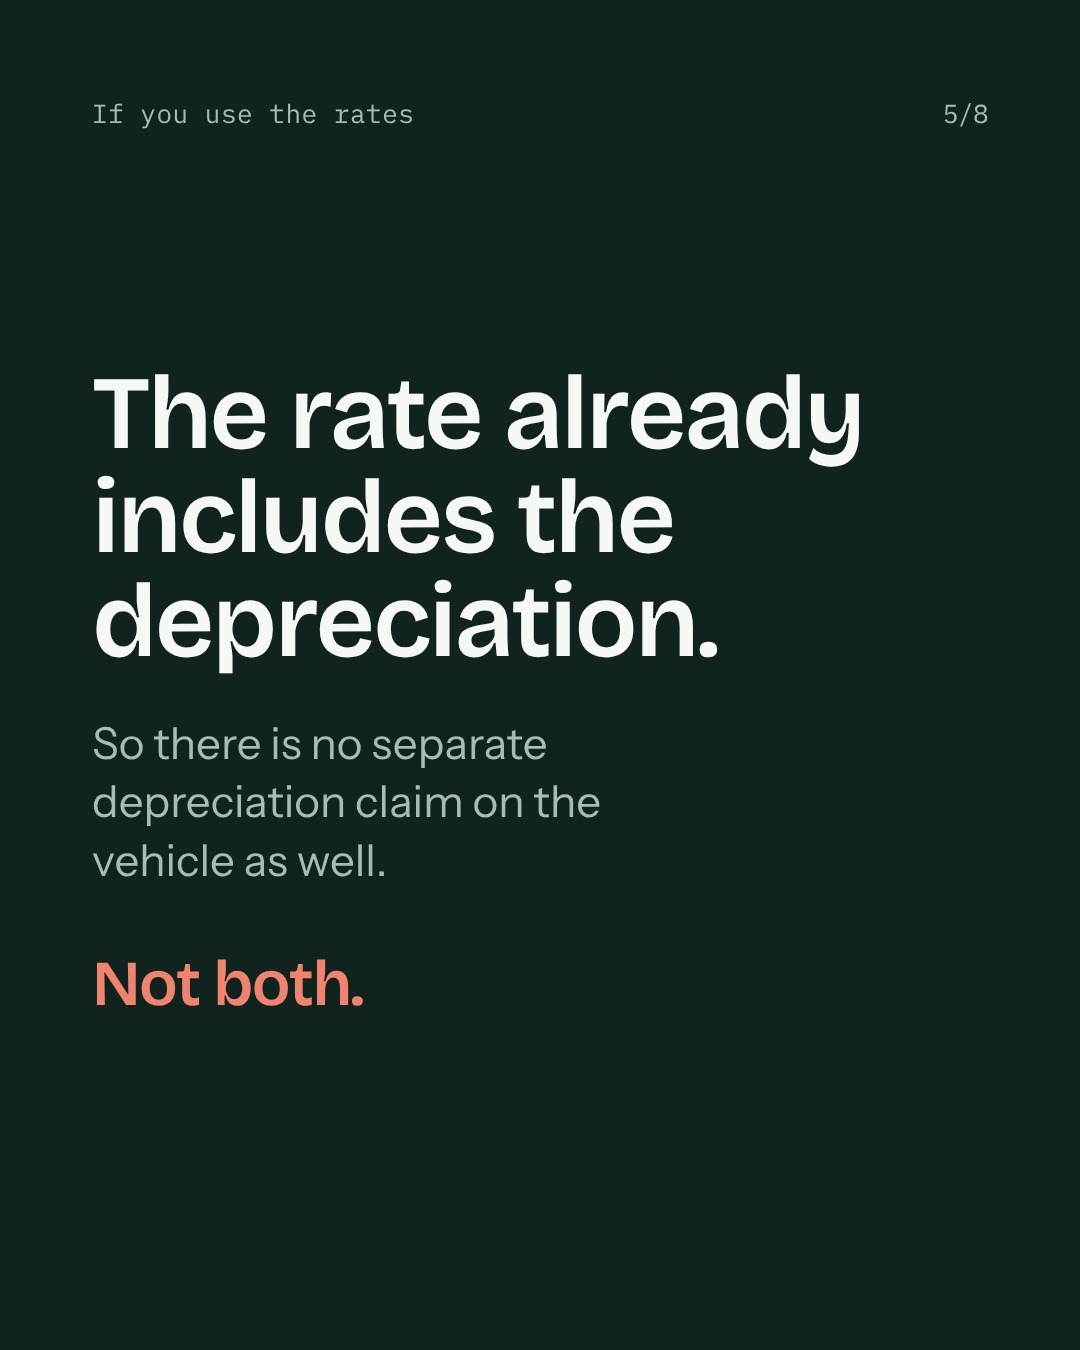 If you use the rates
5/8
The rate already
includes the
depreciation.
So there is no separate
depreciation claim on the
vehicle as well.
Not both.